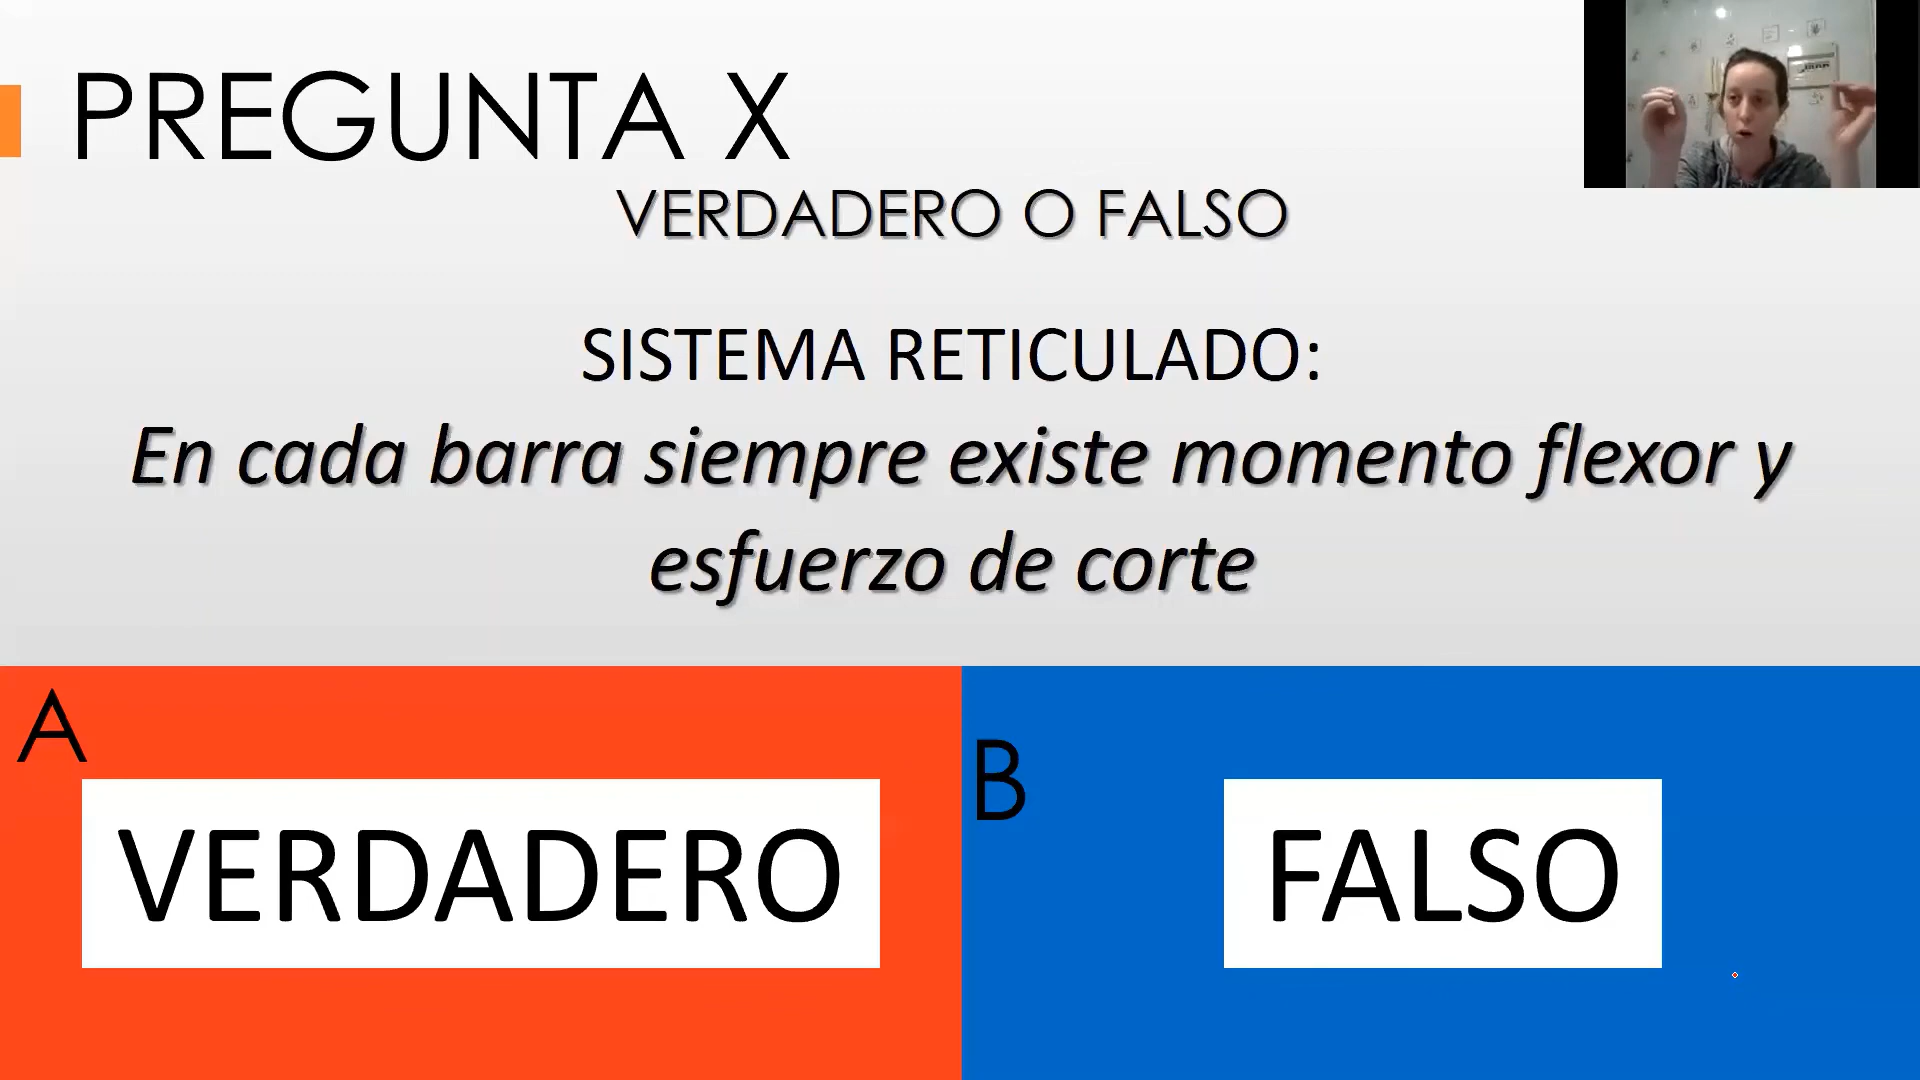 PREGUNTA X
VERDADERO O FALSO
SISTEMA RETICULADO:
En cada barra siempre existe momento flexor y
esfuerzo de corte
A
VERDADERO
B
FALSO